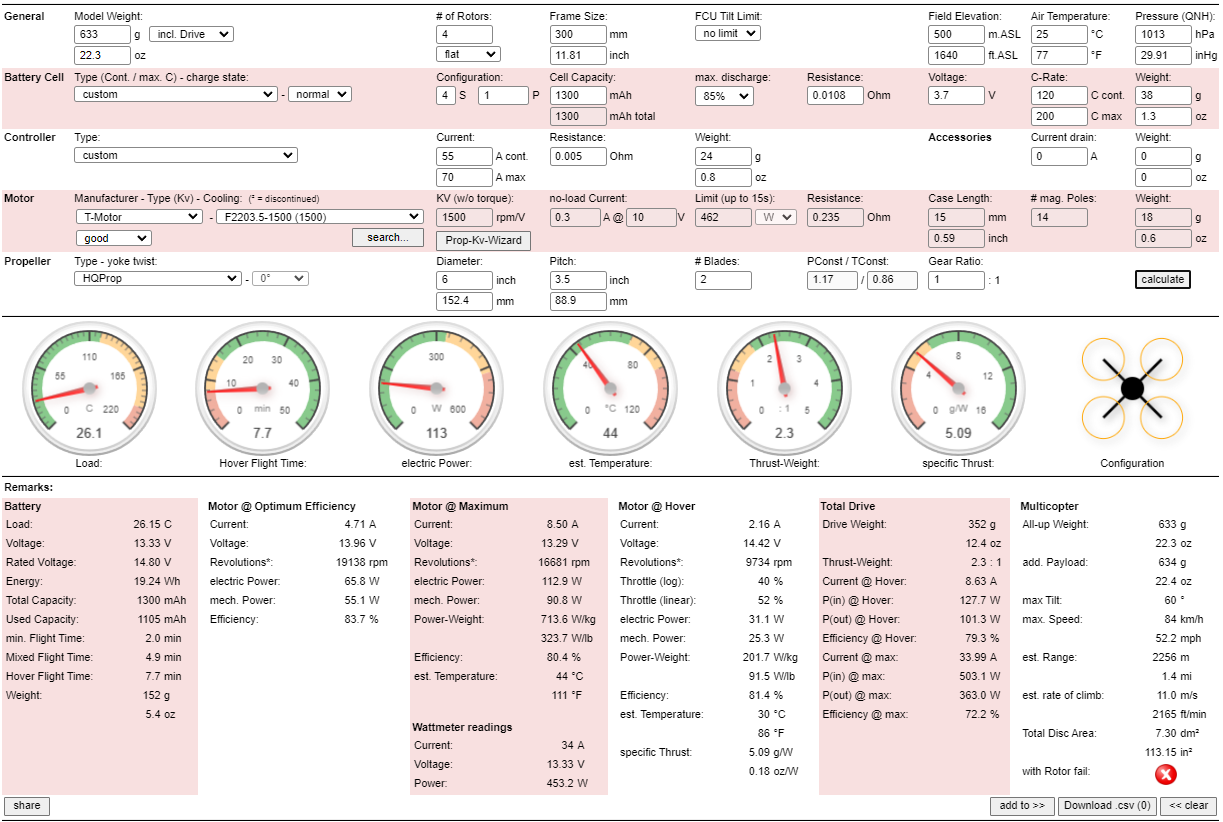 General Model Weight: # of Rotors: Frame Size: FCU Tilt Limit: Field Elevation: Air Temperature: Pressure (QNH):
633 g incl. Drive 4 300 mm no limit 500 m.ASL 25 °C 1013 hPa
22.3 oz flat 11.81 inch 1640 ft.ASL 77 °F 29.91 inHg
Battery Cell Type (Cont. / max. C) - charge state: Configuration: Cell Capacity: max. discharge: Resistance: Voltage: C-Rate: Weight:
custom - normal 4 S 1 P 1300 mAh 85% 0.0108 Ohm 3.7 V 120 C cont. 38 g
1300 mAh total 200 C max 1.3 oz
Controller Type: Current: Resistance: Weight: Accessories Current drain: Weight:
custom 55 A cont. 0.005 Ohm 24 g 0 A 0 g
70 A max 0.8 oz 0 oz
Motor Manufacturer - Type (Kv) - Cooling: (² = discontinued) KV (w/o torque): no-load Current: Limit (up to 15s): Resistance: Case Length: # mag. Poles: Weight:
T-Motor - F2203.5-1500 (1500) 1500 rpm/V 0.3 A @ 10 V 462 W 0.235 Ohm 15 mm 14 18 g
good search... Prop-Kv-Wizard 0.59 inch 0.6 oz
Propeller Type - yoke twist: Diameter: Pitch: # Blades: PConst / TConst: Gear Ratio:
HQProp - 0° 6 inch 3.5 inch 2 1.17 / 0.86 1 : 1 calculate
152.4 mm 88.9 mm
0 55 110 165 220 C 26.1
0 10 20 30 40 50 min 7.7
0 300 600 W 113
0 40 80 120 °C 44
0 1 2 3 4 5 : 1 2.3
0 4 8 12 16 g/W 5.09
Load: Hover Flight Time: electric Power: est. Temperature: Thrust-Weight: specific Thrust: Configuration
Remarks:
Battery
Load: 26.15 C
Voltage: 13.33 V
Rated Voltage: 14.80 V
Energy: 19.24 Wh
Total Capacity: 1300 mAh
Used Capacity: 1105 mAh
min. Flight Time: 2.0 min
Mixed Flight Time: 4.9 min
Hover Flight Time: 7.7 min
Weight: 152 g
5.4 oz
Motor @ Optimum Efficiency
Current: 4.71 A
Voltage: 13.96 V
Revolutions*: 19138 rpm
electric Power: 65.8 W
mech. Power: 55.1 W
Efficiency: 83.7 %
Motor @ Maximum
Current: 8.50 A
Voltage: 13.29 V
Revolutions*: 16681 rpm
electric Power: 112.9 W
mech. Power: 90.8 W
Power-Weight: 713.6 W/kg
323.7 W/lb
Efficiency: 80.4 %
est. Temperature: 44 °C
111 °F
Wattmeter readings
Current: 34 A
Voltage: 13.33 V
Power: 453.2 W
Motor @ Hover
Current: 2.16 A
Voltage: 14.42 V
Revolutions*: 9734 rpm
Throttle (log): 40 %
Throttle (linear): 52 %
electric Power: 31.1 W
mech. Power: 25.3 W
Power-Weight: 201.7 W/kg
91.5 W/lb
Efficiency: 81.4 %
est. Temperature: 30 °C
86 °F
specific Thrust: 5.09 g/W
0.18 oz/W
Total Drive
Drive Weight: 352 g
12.4 oz
Thrust-Weight: 2.3 : 1
Current @ Hover: 8.63 A
P(in) @ Hover: 127.7 W
P(out) @ Hover: 101.3 W
Efficiency @ Hover: 79.3 %
Current @ max: 33.99 A
P(in) @ max: 503.1 W
P(out) @ max: 363.0 W
Efficiency @ max: 72.2 %
Multicopter
All-up Weight: 633 g
22.3 oz
add. Payload: 634 g
22.4 oz
max Tilt: 60 °
max. Speed: 84 km/h
52.2 mph
est. Range: 2256 m
1.4 mi
est. rate of climb: 11.0 m/s
2165 ft/min
Total Disc Area: 7.30 dm²
113.15 in²
with Rotor fail:
share add to >> Download .csv (0) << clear